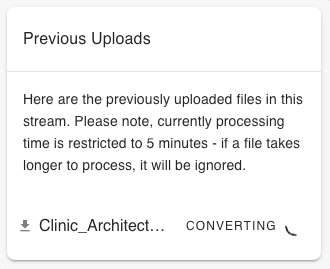 Previous Uploads
Here are the previously uploaded files in this
stream. Please note, currently processing
time is restricted to 5 minutes - if a file takes
longer to process, it will be ignored.
Clinic_Architect… CONVERTING